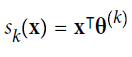 s_k(𝐱) = 𝐱^⊺𝛉^(k)